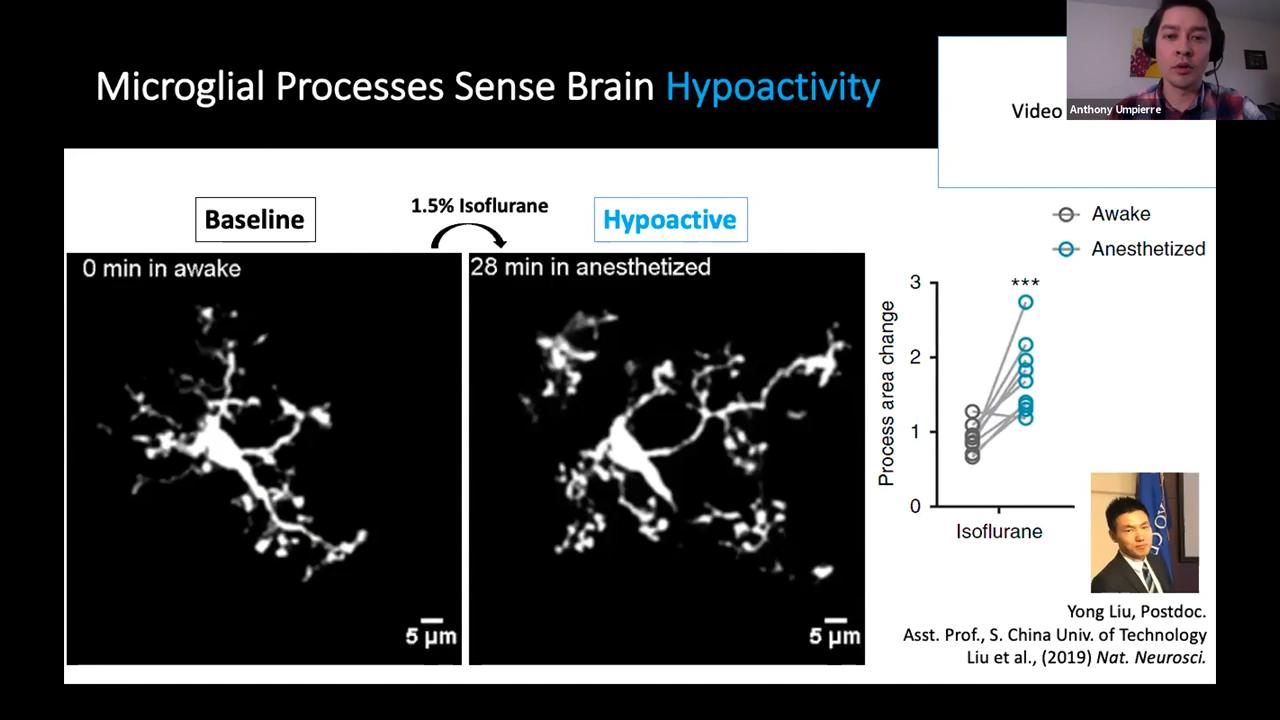 Microglial Processes Sense Brain Hypoactivity
Video
Anthony Umpierre
Baseline
1.5% Isoflurane
Hypoactive
0 min in awake
28 min in anesthetized
5 µm
5 µm
Awake
Anesthetized
***
3
2
1
0
Process area change
Isoflurane
Yong Liu, Postdoc.
Asst. Prof., S. China Univ. of Technology
Liu et al., (2019) Nat. Neurosci.